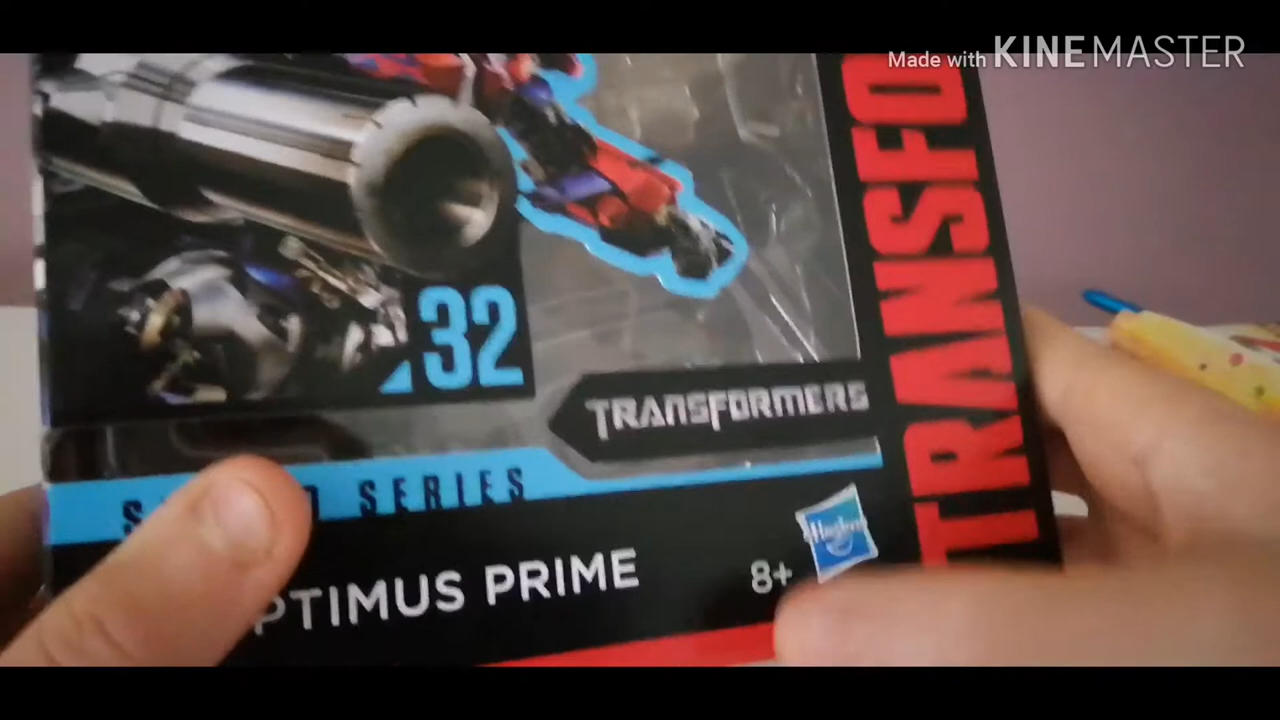 Made with KINEMASTER
TRANSFO
32
TRANSFORMERS
SERIES
PTIMUS PRIME
8+
Hasbro